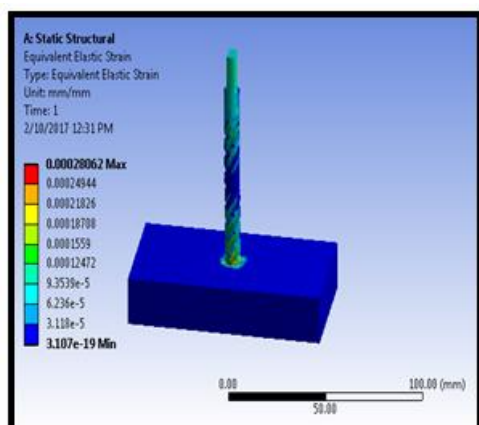 A: Static Structural
Equivalent Elastic Strain
Type: Equivalent Elastic Strain
Unit: mm/mm
Time: 1
2/10/2017 12:31 PM
0.00028062 Max
0.00024944
0.00021826
0.00018708
0.0001559
0.00012472
9.3539e-5
6.236e-5
3.118e-5
3.107e-19 Min
0.00
100.00 (mm)
50.00